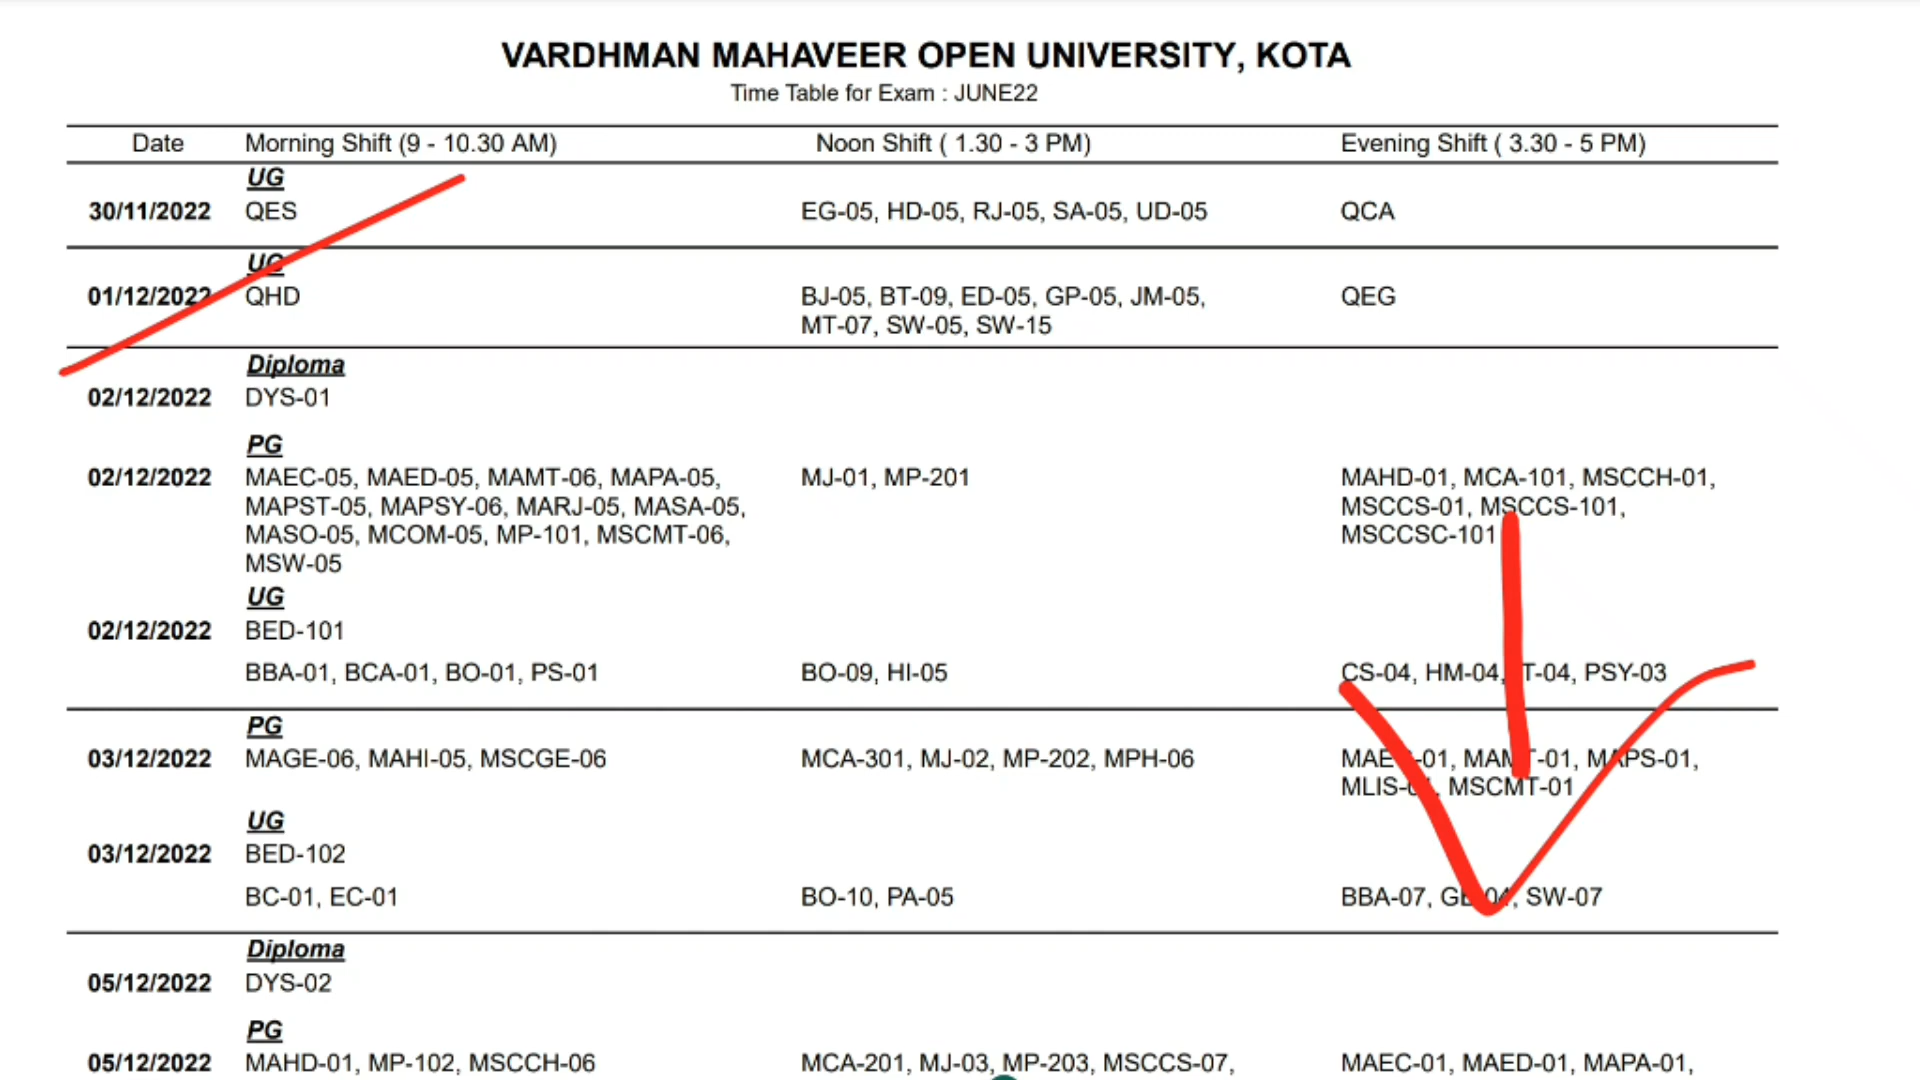 VARDHMAN MAHAVEER OPEN UNIVERSITY, KOTA
Time Table for Exam : JUNE22
Date Morning Shift (9 - 10.30 AM) Noon Shift ( 1.30 - 3 PM) Evening Shift ( 3.30 - 5 PM)
UG
30/11/2022 QES EG-05, HD-05, RJ-05, SA-05, UD-05 QCA
UG
01/12/2022 QHD BJ-05, BT-09, ED-05, GP-05, JM-05, QEG
MT-07, SW-05, SW-15
Diploma
02/12/2022 DYS-01
PG
02/12/2022 MAEC-05, MAED-05, MAMT-06, MAPA-05, MJ-01, MP-201 MAHD-01, MCA-101, MSCCH-01,
MAPST-05, MAPSY-06, MARJ-05, MASA-05, MSCCS-01, MSCCS-101,
MASO-05, MCOM-05, MP-101, MSCMT-06, MSCCSC-101
MSW-05
UG
02/12/2022 BED-101
BBA-01, BCA-01, BO-01, PS-01 BO-09, HI-05 CS-04, HM-04, PSY-03
PG
03/12/2022 MAGE-06, MAHI-05, MSCGE-06 MCA-301, MJ-02, MP-202, MPH-06 MAMT-01, MAPS-01,
MSCMT-01
UG
03/12/2022 BED-102
BC-01, EC-01 BO-10, PA-05 BBA-07, SW-07
Diploma
05/12/2022 DYS-02
PG
05/12/2022 MAHD-01, MP-102, MSCCH-06 MCA-201, MJ-03, MP-203, MSCCS-07, MAEC-01, MAED-01, MAPA-01,